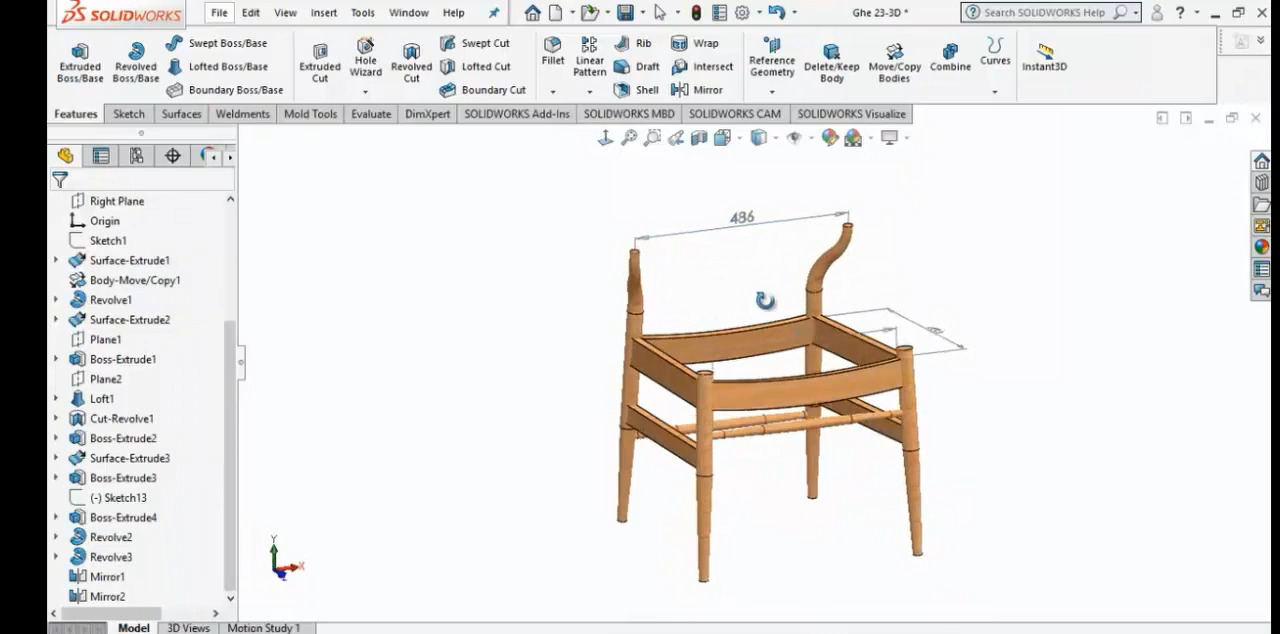 SOLIDWORKS File Edit View Insert Tools Window Help Ghe 23-3D * Search SOLIDWORKS Help ?
Extruded Boss/Base
Revolved Boss/Base
Swept Boss/Base
Lofted Boss/Base
Boundary Boss/Base
Extruded Cut
Hole Wizard
Revolved Cut
Swept Cut
Lofted Cut
Boundary Cut
Fillet
Linear Pattern
Rib
Draft
Shell
Wrap
Intersect
Mirror
Reference Geometry
Delete/Keep Body
Move/Copy Bodies
Combine
Curves
Instant3D
Features Sketch Surfaces Weldments Mold Tools Evaluate DimXpert SOLIDWORKS Add-Ins SOLIDWORKS MBD SOLIDWORKS CAM SOLIDWORKS Visualize
Right Plane
Origin
Sketch1
Surface-Extrude1
Body-Move/Copy1
Revolve1
Surface-Extrude2
Plane1
Boss-Extrude1
Plane2
Loft1
Cut-Revolve1
Boss-Extrude2
Surface-Extrude3
Boss-Extrude3
(-) Sketch13
Boss-Extrude4
Revolve2
Revolve3
Mirror1
Mirror2
486
Y
X
Model 3D Views Motion Study 1